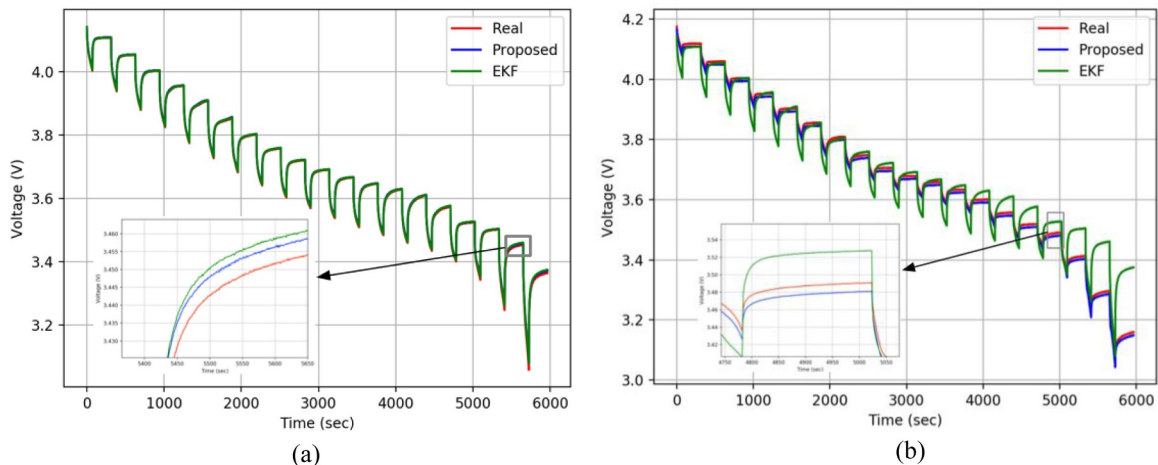 Real
Proposed
EKF
4.0
3.8
3.6
3.4
3.2
Voltage (V)
3.460
3.455
3.450
3.445
3.440
3.435
3.430
Voltage (V)
5400 5450 5500 5550 5600 5650
Time (sec)
0 1000 2000 3000 4000 5000 6000
Time (sec)
(a)
4.2
4.0
3.8
3.6
3.4
3.2
3.0
Voltage (V)
Real
Proposed
EKF
3.54
3.52
3.50
3.48
3.46
3.44
3.42
Voltage (V)
4750 4800 4850 4900 4950 5000 5050
Time (sec)
0 1000 2000 3000 4000 5000 6000
Time (sec)
(b)